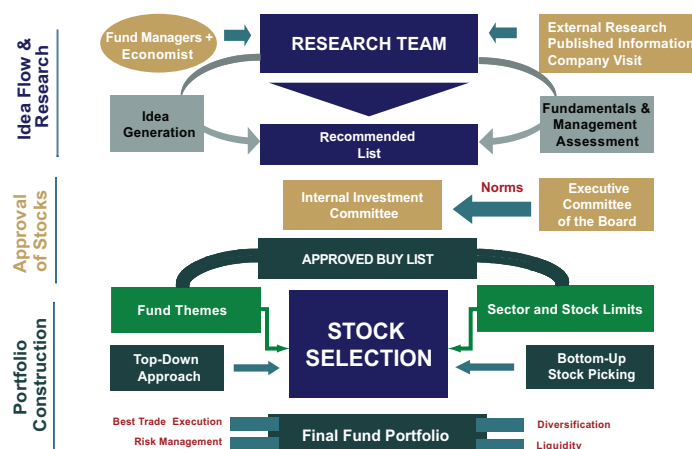 Idea Flow &
Research
Fund Managers +
Economist
RESEARCH TEAM
External Research
Published Information
Company Visit
Idea
Generation
Recommended
List
Fundamentals &
Management
Assessment
Approval
of Stocks
Internal Investment
Committee
Norms
Executive
Committee
of the Board
APPROVED BUY LIST
Portfolio
Construction
Fund Themes
STOCK
SELECTION
Sector and Stock Limits
Top-Down
Approach
Bottom-Up
Stock Picking
Best Trade Execution
Risk Management
Final Fund Portfolio
Diversification
Liquidity